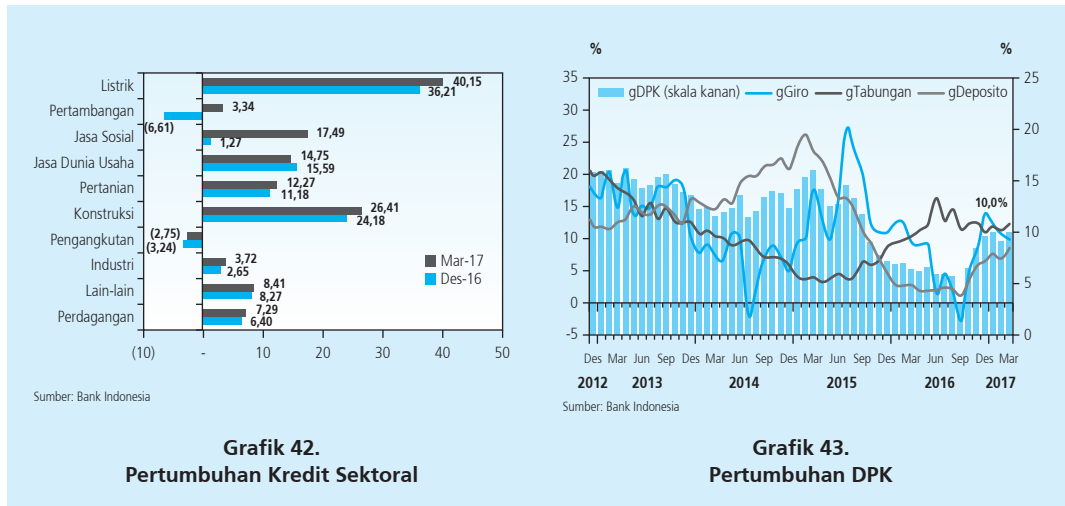 Listrik
40,15
36,21
Pertambangan
3,34
(6,61)
Jasa Sosial
17,49
1,27
Jasa Dunia Usaha
14,75
15,59
Pertanian
12,27
11,18
Konstruksi
26,41
24,18
Pengangkutan
(2,75)
(3,24)
Industri
3,72
2,65
Lain-lain
8,41
8,27
Perdagangan
7,29
6,40
Mar-17
Des-16
(10) - 10 20 30 40 50
Sumber: Bank Indonesia
Grafik 42.
Pertumbuhan Kredit Sektoral
% %
gDPK (skala kanan) gGiro gTabungan gDeposito
35
30
25
20
15
10
5
0
-5
25
20
15
10
5
0
10,0%
Des Mar Jun Sep Des Mar Jun Sep Des Mar Jun Sep Des Mar Jun Sep Des Mar
2012 2013 2014 2015 2016 2017
Sumber: Bank Indonesia
Grafik 43.
Pertumbuhan DPK